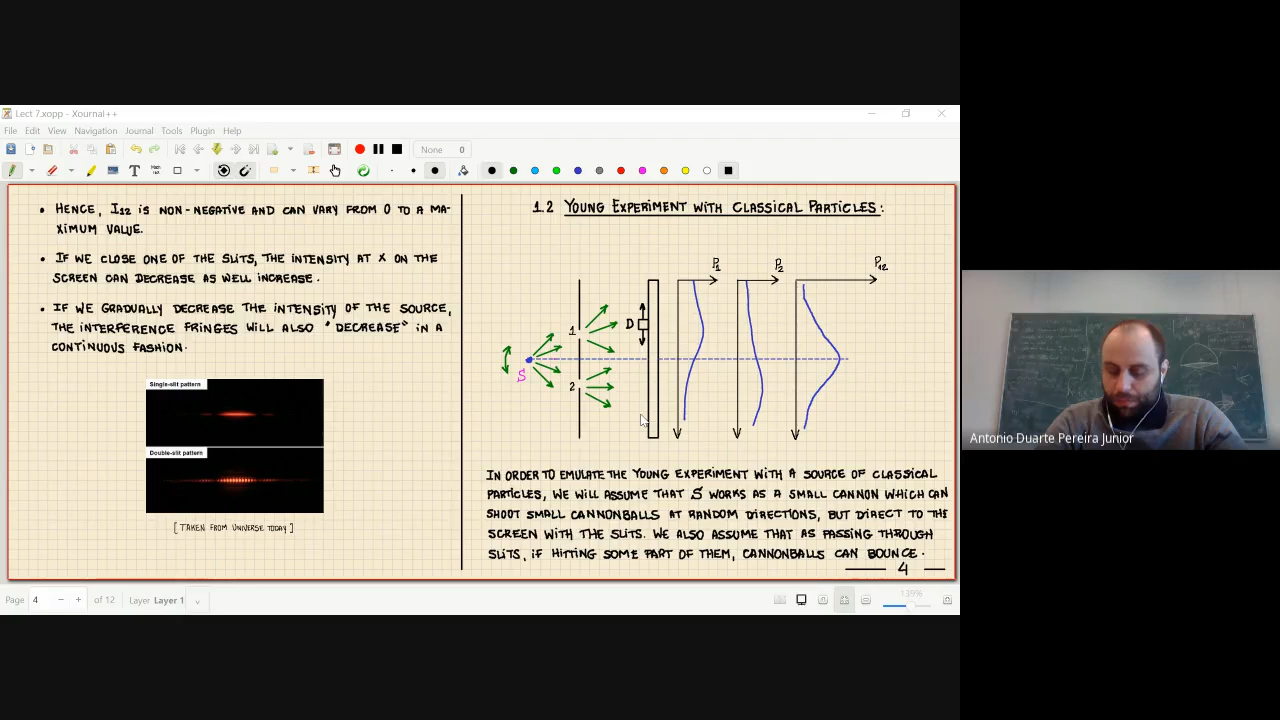 Lect 7.xopp - Xournal++
File Edit View Navigation Journal Tools Plugin Help
None 0
• HENCE, I12 IS NON-NEGATIVE AND CAN VARY FROM 0 TO A MA-
XIMUM VALUE.
• IF WE CLOSE ONE OF THE SLITS, THE INTENSITY AT X ON THE
SCREEN CAN DECREASE AS WELL INCREASE.
• IF WE GRADUALLY DECREASE THE INTENSITY OF THE SOURCE,
THE INTERFERENCE FRINGES WILL ALSO "DECREASE" IN A
CONTINUOUS FASHION.
Single-slit pattern
Double-slit pattern
[TAKEN FROM UNIVERSE TODAY]
1.2 YOUNG EXPERIMENT WITH CLASSICAL PARTICLES:
P1 P2 P12
D
1
S
2
IN ORDER TO EMULATE THE YOUNG EXPERIMENT WITH A SOURCE OF CLASSICAL
PARTICLES, WE WILL ASSUME THAT S WORKS AS A SMALL CANNON WHICH CAN
SHOOT SMALL CANNONBALLS AT RANDOM DIRECTIONS, BUT DIRECT TO THE
SCREEN WITH THE SLITS. WE ALSO ASSUME THAT AS PASSING THROUGH
SLITS, IF HITTING SOME PART OF THEM, CANNONBALLS CAN BOUNCE.
4
Page 4 of 12 Layer Layer 1 139%
Antonio Duarte Pereira Junior